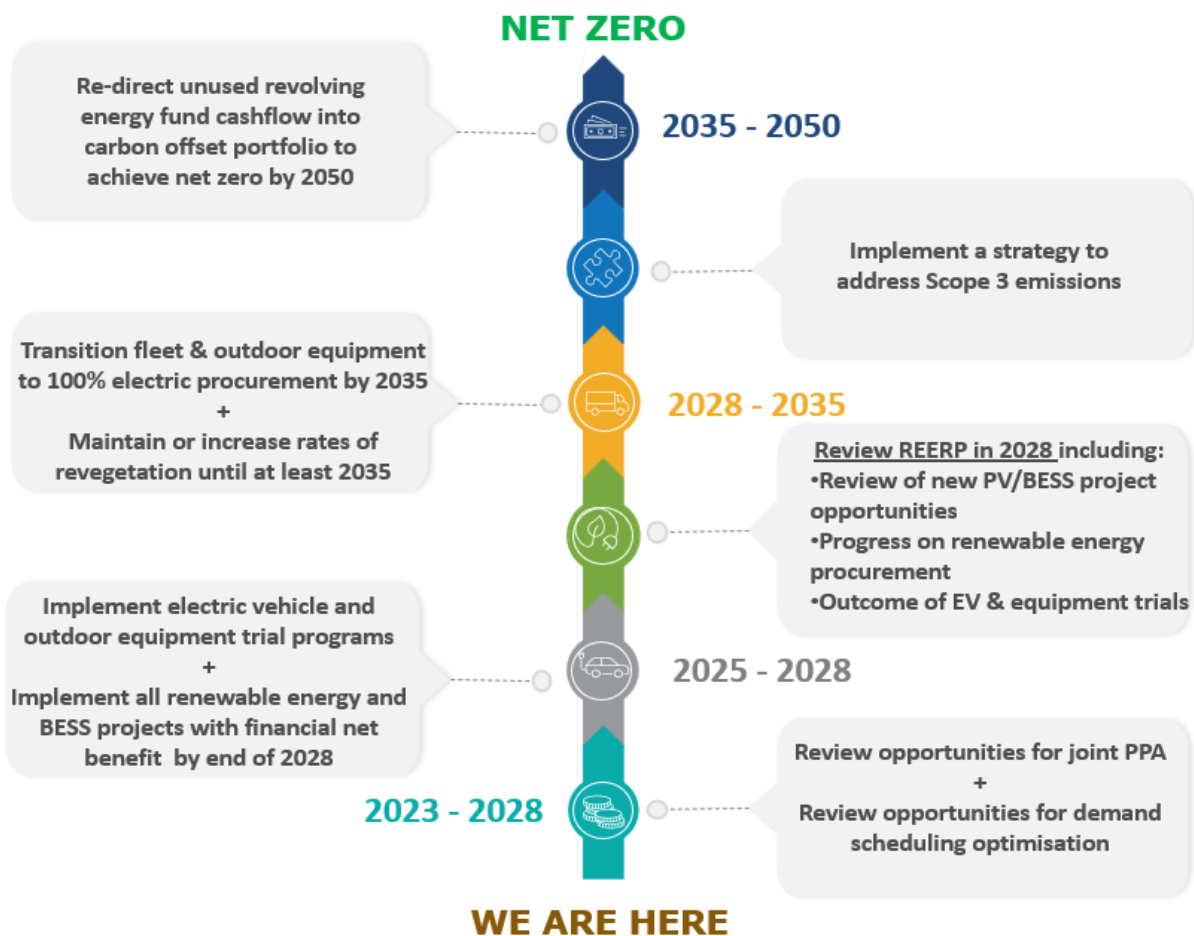 NET ZERO
Re-direct unused revolving
energy fund cashflow into
carbon offset portfolio to
achieve net zero by 2050
2035 - 2050
Implement a strategy to
address Scope 3 emissions
Transition fleet & outdoor equipment
to 100% electric procurement by 2035
+
Maintain or increase rates of
revegetation until at least 2035
2028 - 2035
Review REERP in 2028 including:
•Review of new PV/BESS project
opportunities
•Progress on renewable energy
procurement
•Outcome of EV & equipment trials
Implement electric vehicle and
outdoor equipment trial programs
+
Implement all renewable energy and
BESS projects with financial net
benefit by end of 2028
2025 - 2028
Review opportunities for joint PPA
+
Review opportunities for demand
scheduling optimisation
2023 - 2028
WE ARE HERE